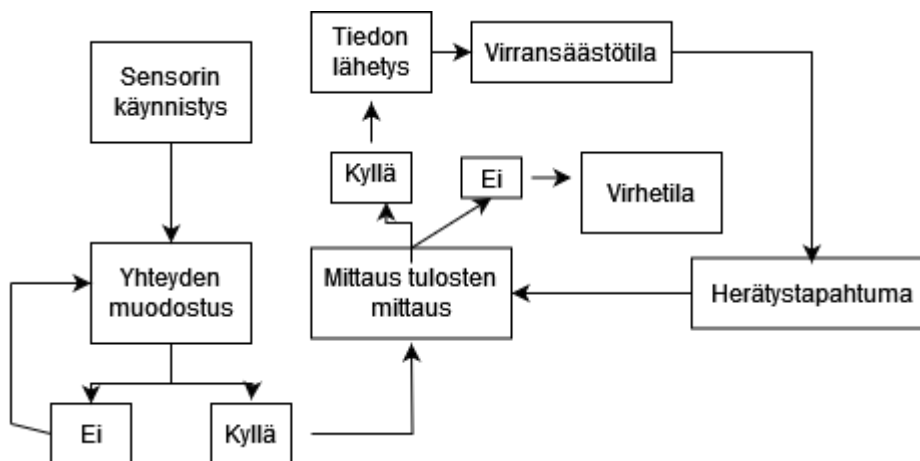 Sensorin
käynnistys
Tiedon
lähetys
Virransäästötila
Kyllä
Ei
Virhetila
Yhteyden
muodostus
Mittaus tulosten
mittaus
Herätystapahtuma
Ei
Kyllä